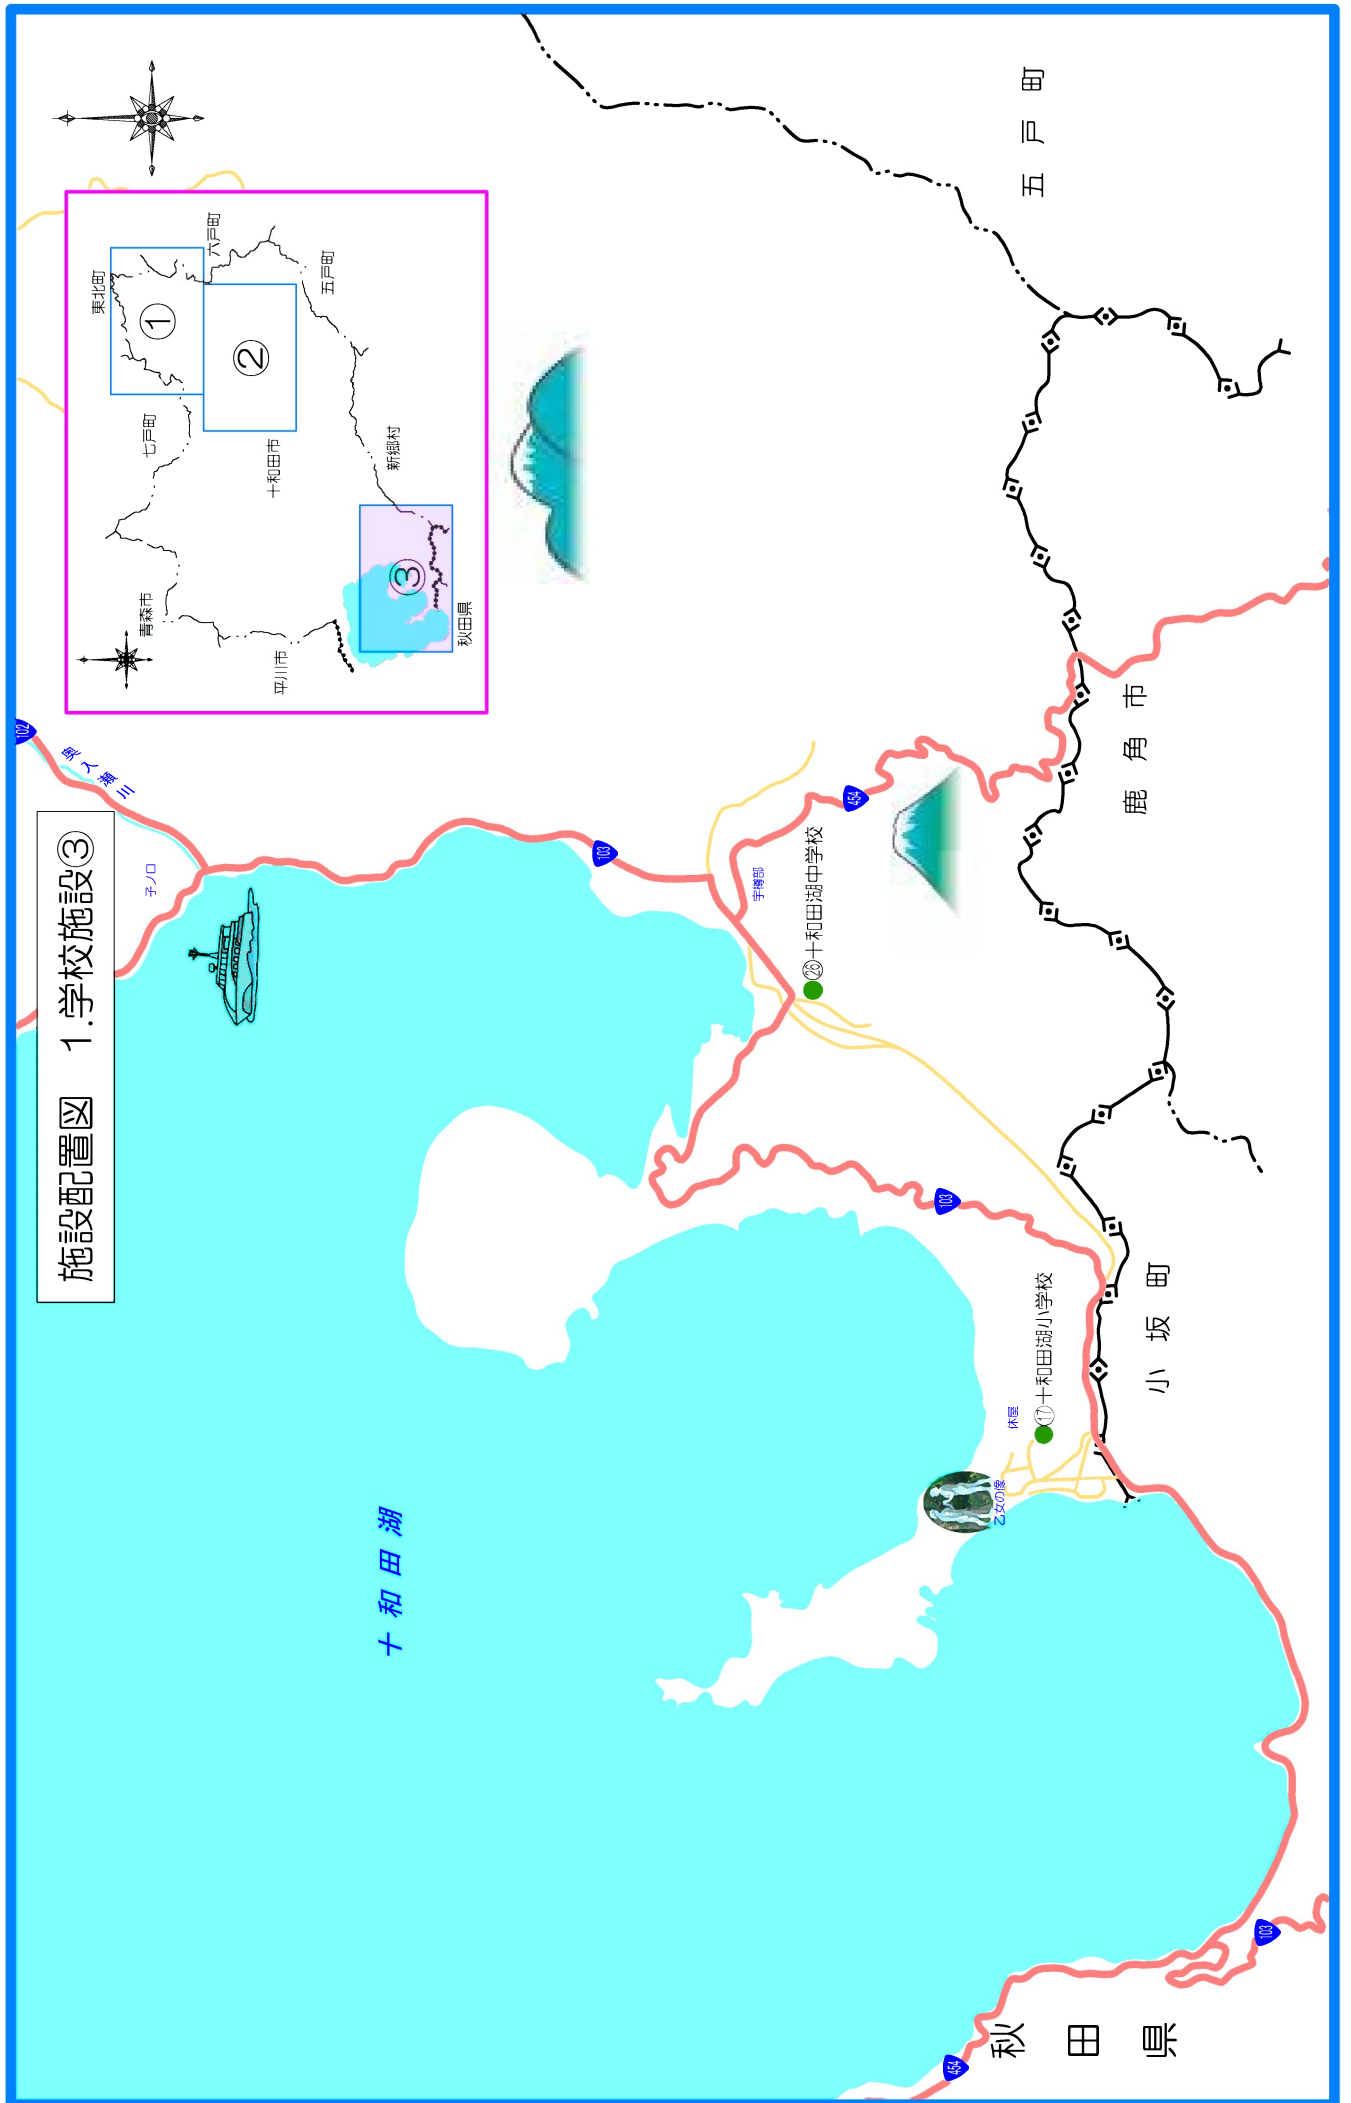 施設配置図 1.学校施設③
東北町
六戸町
①
②
五戸町
七戸町
十和田市
新郷村
青森市
平川市
③
秋田県
102
奥入瀬川
子ノ口
103
454
宇樽部
㉖十和田湖中学校
五戸町
鹿角市
103
十和田湖
休屋
⑰十和田湖小学校
乙女の像
小坂町
103
454
秋田県